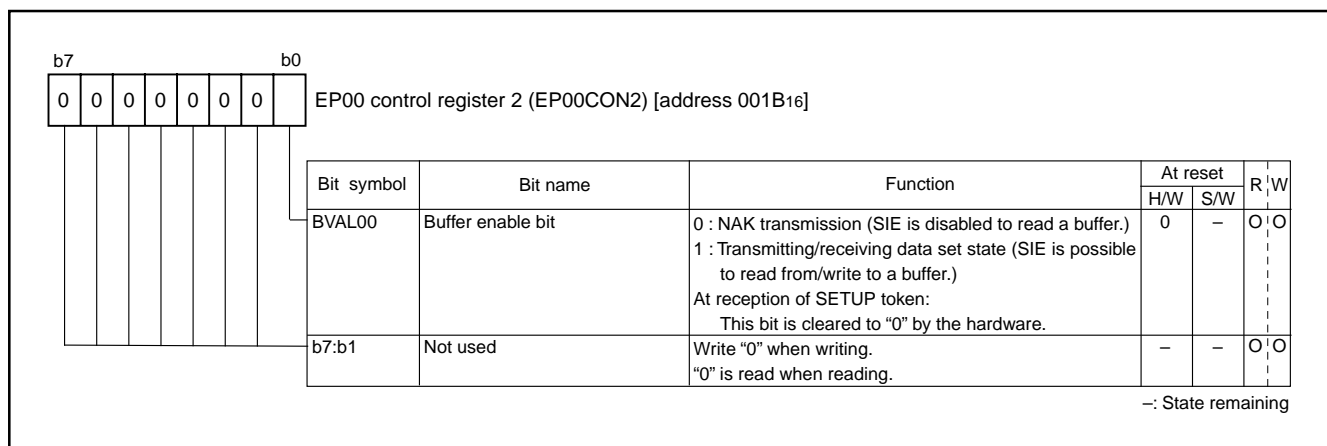 b7 b0
0 0 0 0 0 0 0
EP00 control register 2 (EP00CON2) [address 001B16]
Bit symbol Bit name Function At reset R W
H/W S/W
BVAL00 Buffer enable bit 0 : NAK transmission (SIE is disabled to read a buffer.) 0 – O O
1 : Transmitting/receiving data set state (SIE is possible
to read from/write to a buffer.)
At reception of SETUP token:
This bit is cleared to “0” by the hardware.
b7:b1 Not used Write “0” when writing. – – O O
“0” is read when reading.
–: State remaining